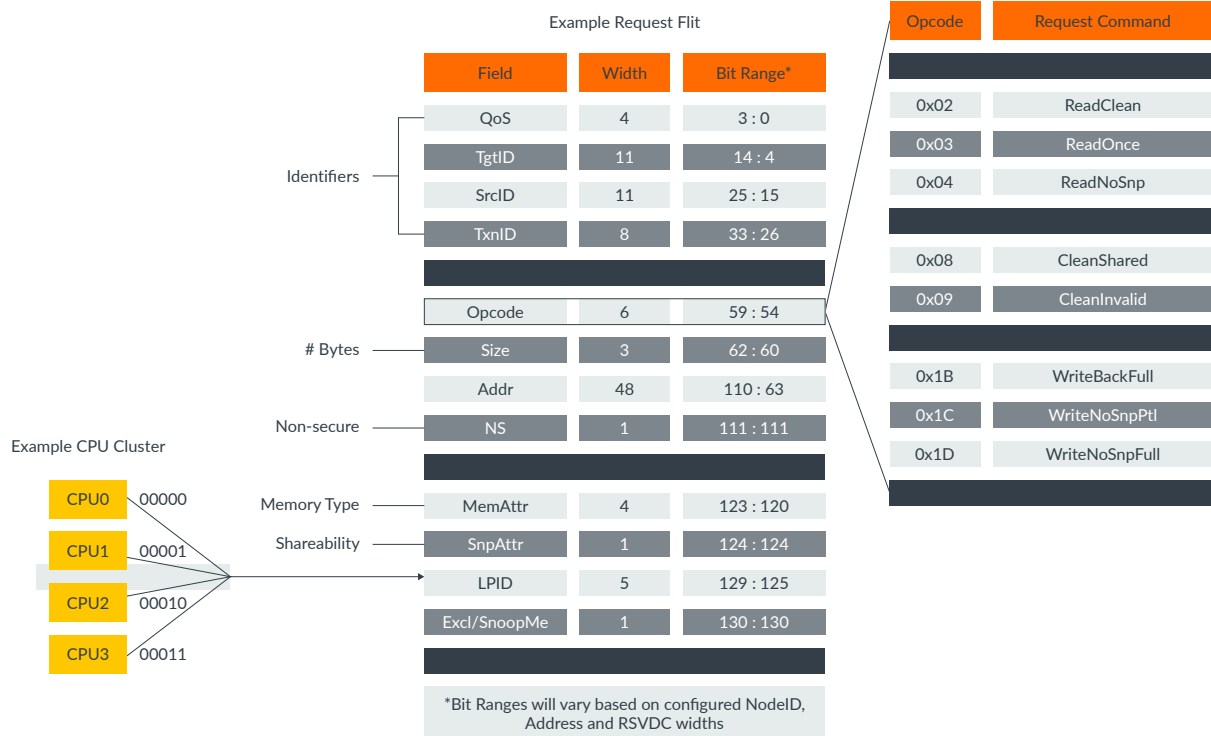 Example Request Flit
Field Width Bit Range*
QoS 4 3 : 0
TgtID 11 14 : 4
SrcID 11 25 : 15
TxnID 8 33 : 26
Identifiers
Opcode 6 59 : 54
# Bytes
Size 3 62 : 60
Addr 48 110 : 63
Non-secure
NS 1 111 : 111
Memory Type
MemAttr 4 123 : 120
Shareability
SnpAttr 1 124 : 124
LPID 5 129 : 125
Excl/SnoopMe 1 130 : 130
*Bit Ranges will vary based on configured NodeID,
Address and RSVDC widths
Example CPU Cluster
CPU0 00000
CPU1 00001
CPU2 00010
CPU3 00011
Opcode Request Command
0x02 ReadClean
0x03 ReadOnce
0x04 ReadNoSnp
0x08 CleanShared
0x09 CleanInvalid
0x1B WriteBackFull
0x1C WriteNoSnpPtl
0x1D WriteNoSnpFull